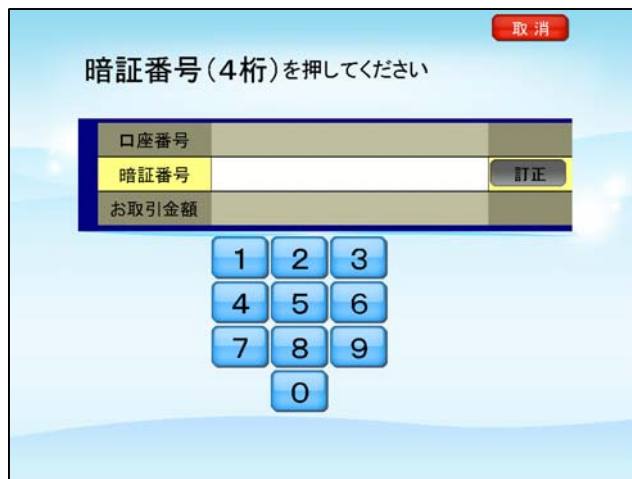 取消
暗証番号(4桁)を押してください
口座番号
暗証番号 訂正
お取引金額
1 2 3
4 5 6
7 8 9
0